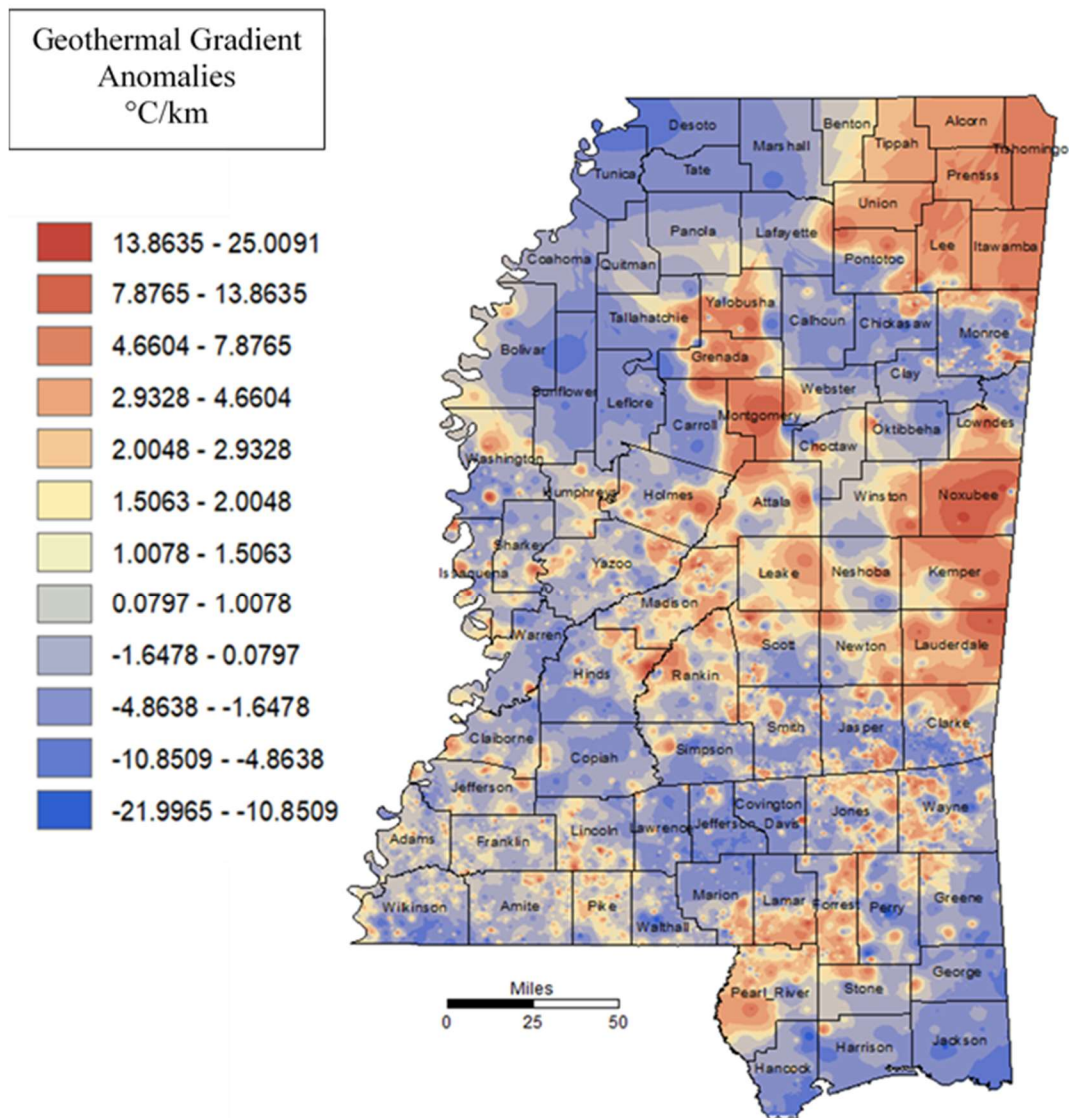 Geothermal Gradient
Anomalies
°C/km
13.8635 - 25.0091
7.8765 - 13.8635
4.6604 - 7.8765
2.9328 - 4.6604
2.0048 - 2.9328
1.5063 - 2.0048
1.0078 - 1.5063
0.0797 - 1.0078
-1.6478 - 0.0797
-4.8638 - -1.6478
-10.8509 - -4.8638
-21.9965 - -10.8509
Desoto
Marshall
Benton
Tippah
Alcorn
Tishomingo
Tunica
Tate
Prentiss
Union
Panola
Lafayette
Lee
Itawamba
Coahoma
Quitman
Pontotoc
Tallahatchie
Yalobusha
Calhoun
Chickasaw
Monroe
Bolivar
Grenada
Sunflower
Leflore
Webster
Clay
Carroll
Montgomery
Choctaw
Oktibbeha
Lowndes
Washington
Humphreys
Holmes
Attala
Winston
Noxubee
Sharkey
Issaquena
Yazoo
Leake
Neshoba
Kemper
Madison
Warren
Hinds
Rankin
Scott
Newton
Lauderdale
Claiborne
Copiah
Simpson
Smith
Jasper
Clarke
Jefferson
Adams
Franklin
Lincoln
Lawrence
Jefferson
Davis
Covington
Jones
Wayne
Wilkinson
Amite
Pike
Walthall
Marion
Lamar
Forrest
Perry
Greene
Pearl_River
Stone
George
Hancock
Harrison
Jackson
Miles
0 25 50